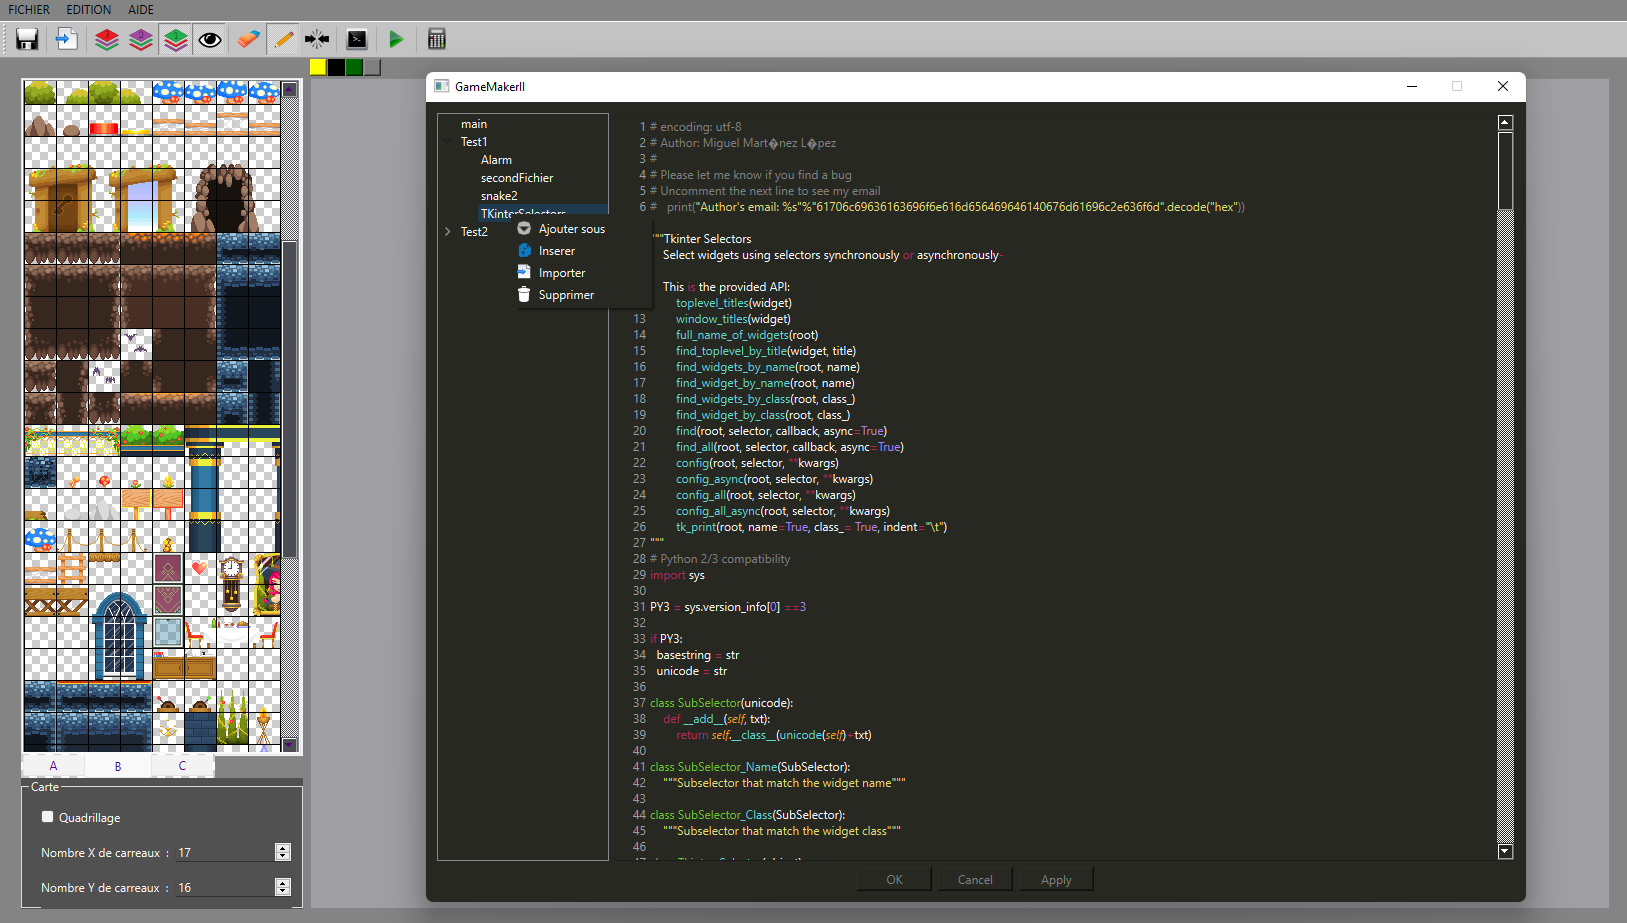 FICHIER EDITION AIDE
3 2 1
GameMakerII
main
Test1
Alarm
secondFichier
snake2
TKinterSelectors
Test2
Ajouter sous
Inserer
Importer
Supprimer
1 # encoding: utf-8
2 # Author: Miguel Mart�nez L�pez
3 #
4 # Please let me know if you find a bug
5 # Uncomment the next line to see my email
6 #   print("Author's email: %s"%"61706c69636163696f6e616d656469646140676d61696c2e636f6d".decode("hex"))
""Tkinter Selectors
Select widgets using selectors synchronously or asynchronously-
This is the provided API:
toplevel_titles(widget)
13 window_titles(widget)
14 full_name_of_widgets(root)
15 find_toplevel_by_title(widget, title)
16 find_widgets_by_name(root, name)
17 find_widget_by_name(root, name)
18 find_widgets_by_class(root, class_)
19 find_widget_by_class(root, class_)
20 find(root, selector, callback, async=True)
21 find_all(root, selector, callback, async=True)
22 config(root, selector, **kwargs)
23 config_async(root, selector, **kwargs)
24 config_all(root, selector, **kwargs)
25 config_all_async(root, selector, **kwargs)
26 tk_print(root, name=True, class_= True, indent="\t")
27 """
28 # Python 2/3 compatibility
29 import sys
30
31 PY3 = sys.version_info[0] ==3
32
33 if PY3:
34 basestring = str
35 unicode = str
36
37 class SubSelector(unicode):
38 def __add__(self, txt):
39 return self.__class__(unicode(self)+txt)
40
41 class SubSelector_Name(SubSelector):
42 """Subselector that match the widget name"""
43
44 class SubSelector_Class(SubSelector):
45 """Subselector that match the widget class"""
46
OK Cancel Apply
A B C
Carte
Quadrillage
Nombre X de carreaux : 17
Nombre Y de carreaux : 16